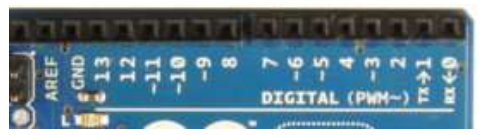 AREF
GND
13
12
~11
~10
~9
8
7
~6
~5
4
~3
2
TX→1
RX←0
DIGITAL (PWM~)